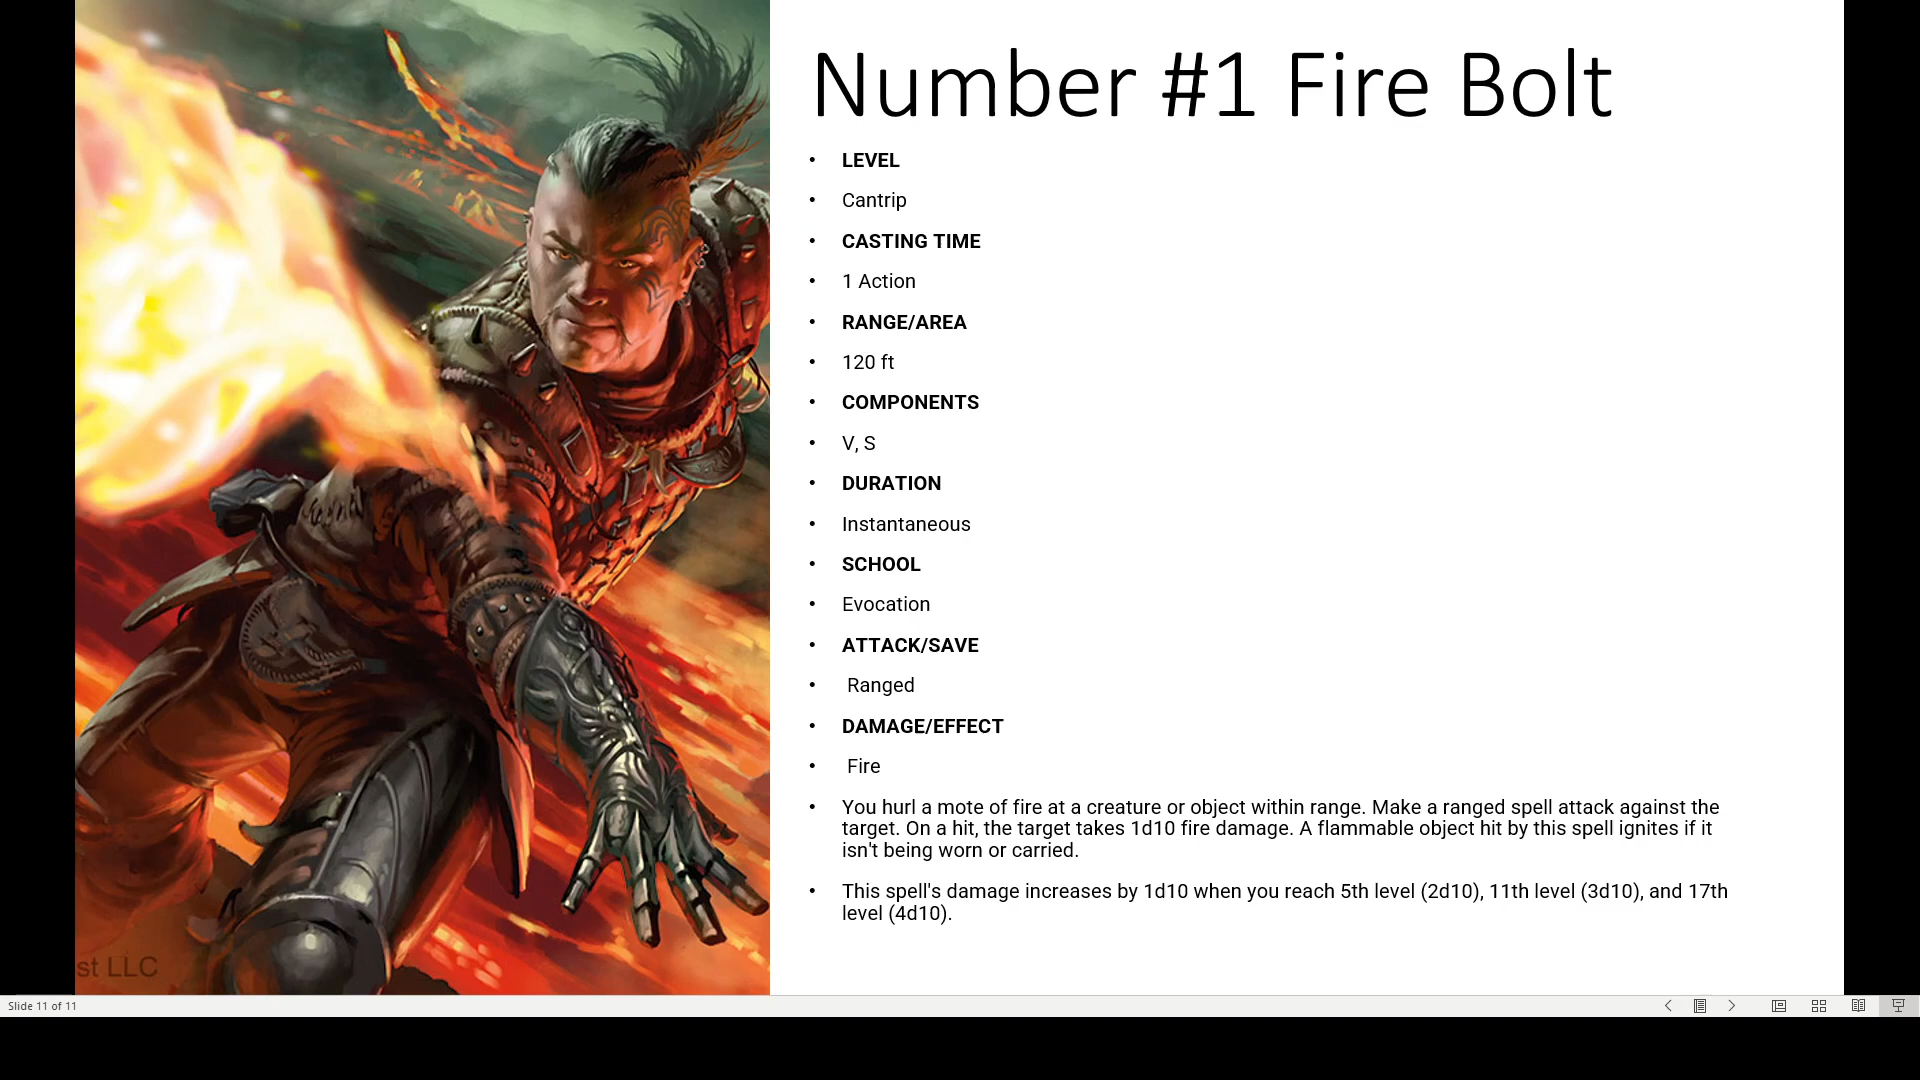 Number #1 Fire Bolt
• LEVEL
• Cantrip
• CASTING TIME
• 1 Action
• RANGE/AREA
• 120 ft
• COMPONENTS
• V, S
• DURATION
• Instantaneous
• SCHOOL
• Evocation
• ATTACK/SAVE
• Ranged
• DAMAGE/EFFECT
• Fire
• You hurl a mote of fire at a creature or object within range. Make a ranged spell attack against the
target. On a hit, the target takes 1d10 fire damage. A flammable object hit by this spell ignites if it
isn't being worn or carried.
• This spell's damage increases by 1d10 when you reach 5th level (2d10), 11th level (3d10), and 17th
level (4d10).
st LLC
Slide 11 of 11